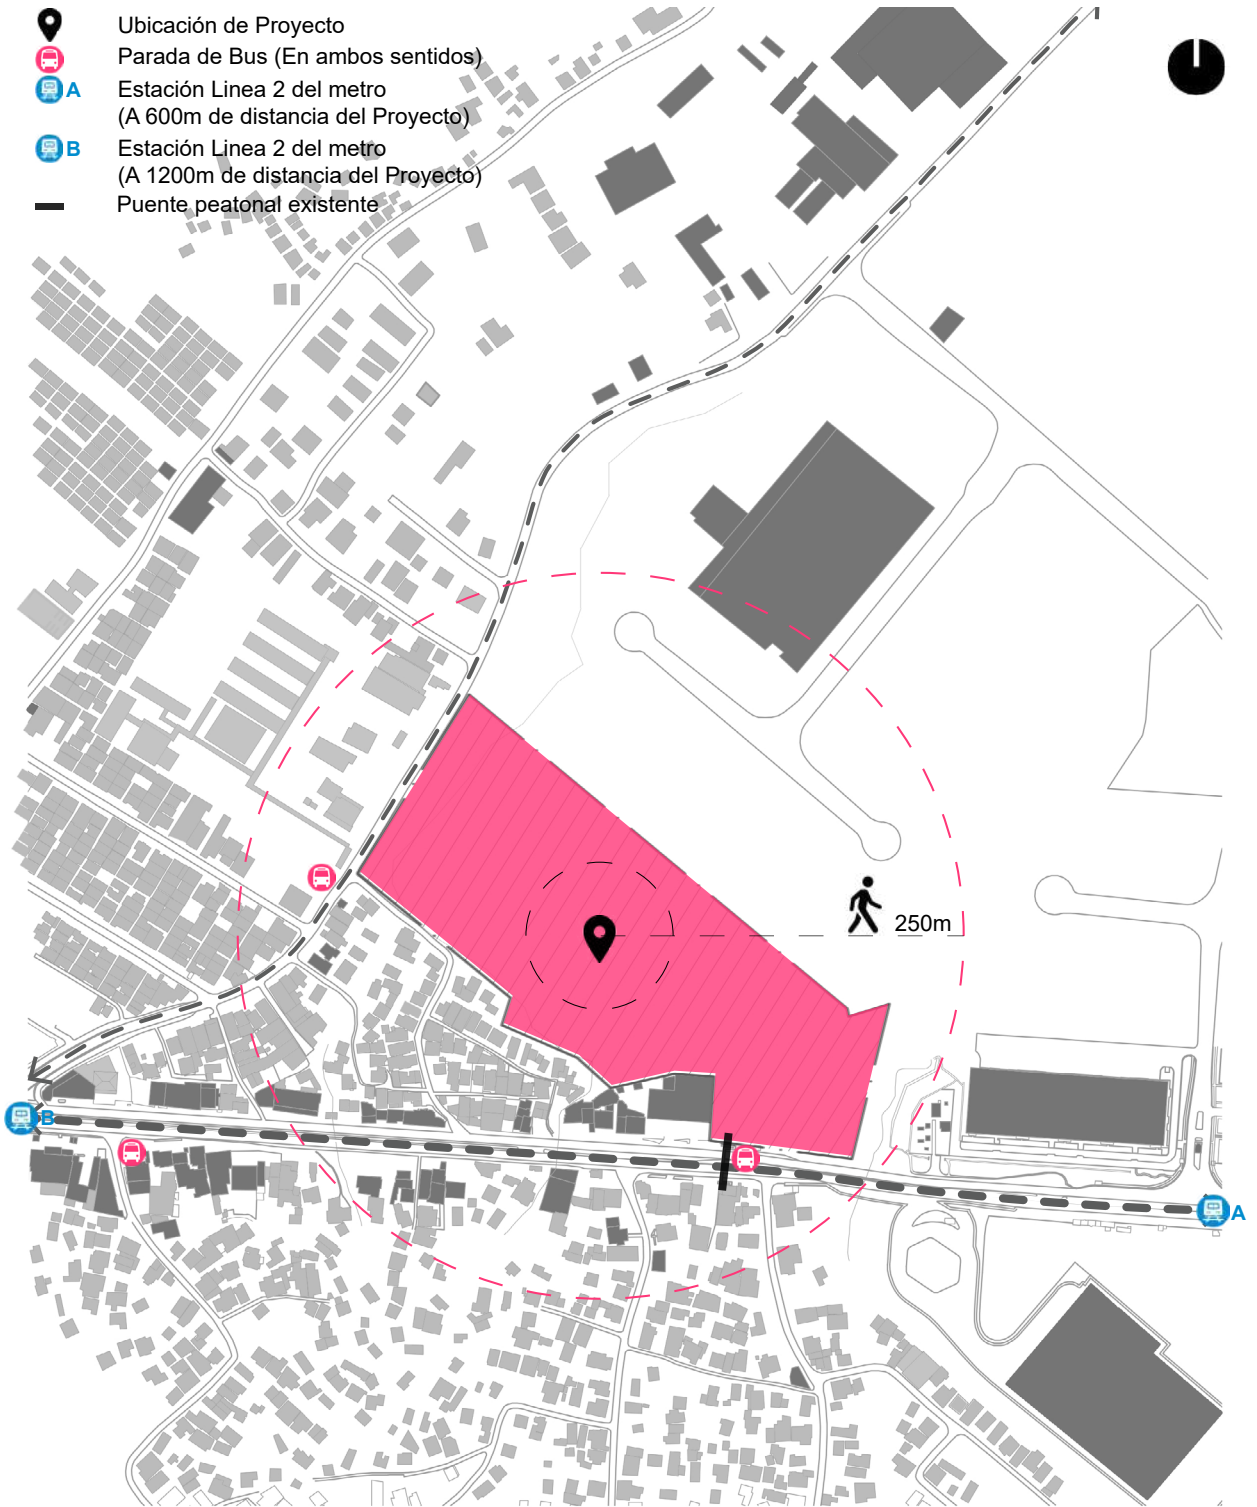 Ubicación de Proyecto
Parada de Bus (En ambos sentidos)
A Estación Linea 2 del metro
(A 600m de distancia del Proyecto)
B Estación Linea 2 del metro
(A 1200m de distancia del Proyecto)
Puente peatonal existente
250m
B
A